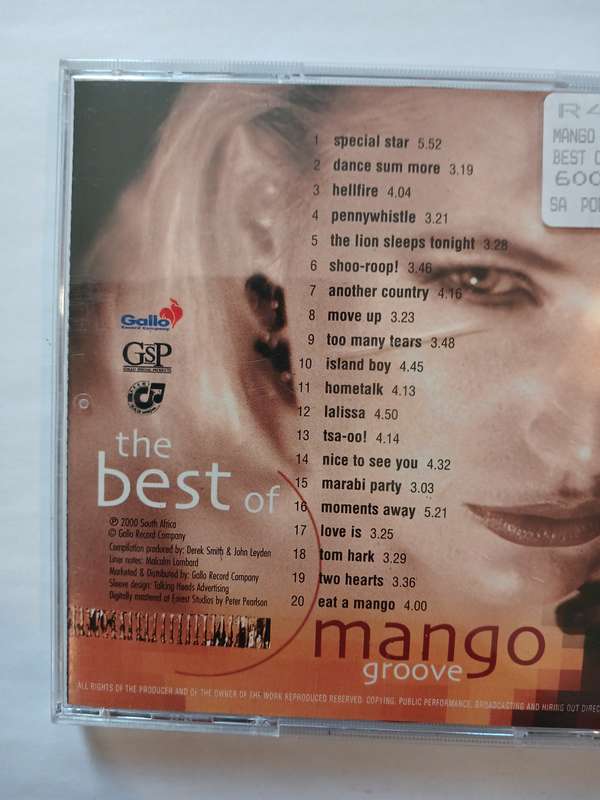 1 special star 5.52
2 dance sum more 3.19
3 hellfire 4.04
4 pennywhistle 3.21
5 the lion sleeps tonight 3.28
6 shoo-roop! 3.46
7 another country 4.16
8 move up 3.23
9 too many tears 3.48
10 island boy 4.45
11 hometalk 4.13
12 lalissa 4.50
13 tsa-oo! 4.14
14 nice to see you 4.32
15 marabi party 3.03
16 moments away 5.21
17 love is 3.25
18 tom hark 3.29
19 two hearts 3.36
20 eat a mango 4.00
R4
MANGO
BEST O
600
SA PO
Gallo
Record Company
GSP
the
best of
℗ 2000 South Africa
© Gallo Record Company
Compilation produced by: Derek Smith & John Leyden
Liner notes: Malcolm Lombard
Marketed & Distributed by: Gallo Record Company
Sleeve design: Talking Heads Advertising
Digitally mastered at Forest Studios by Peter Pearlson
mango
groove
ALL RIGHTS OF THE PRODUCER AND OF THE OWNER OF THE WORK REPRODUCED RESERVED. COPYING, PUBLIC PERFORMANCE, BROADCASTING AND HIRING OUT DIREC